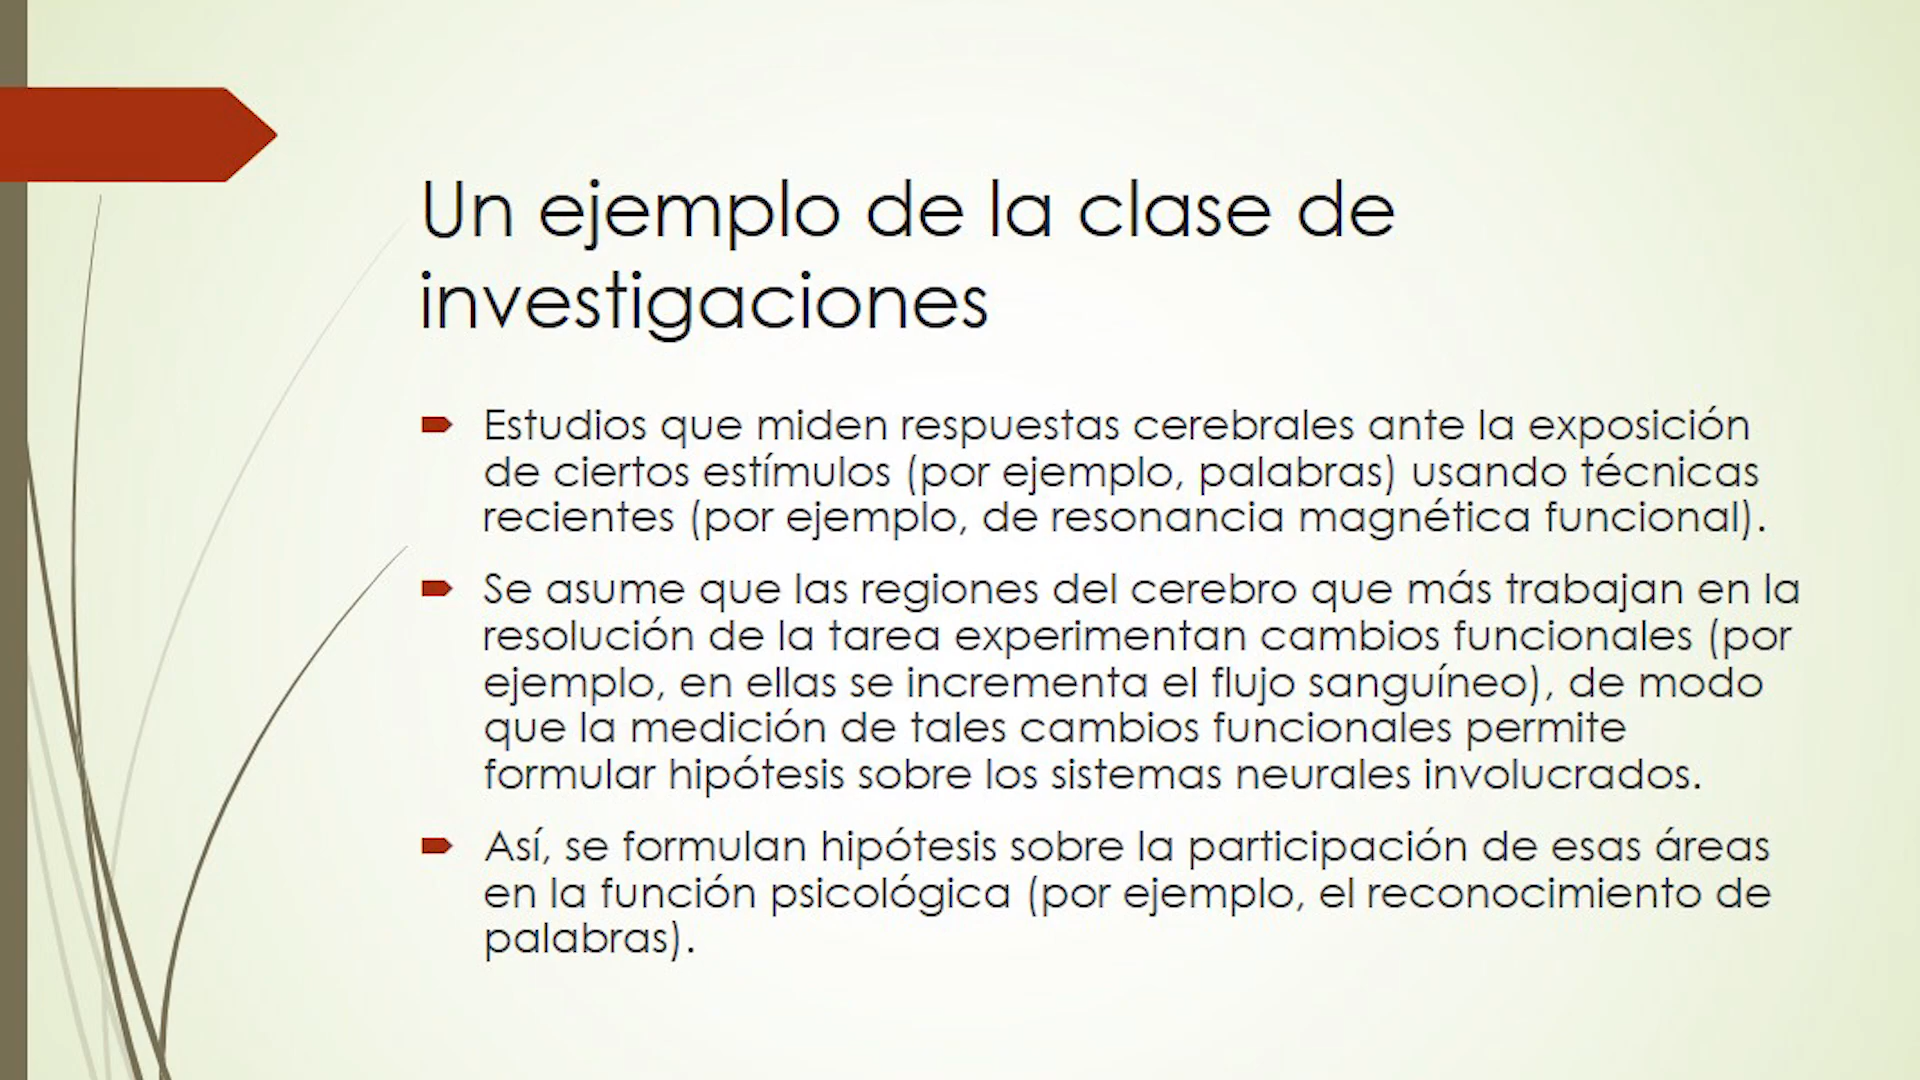 Un ejemplo de la clase de
investigaciones
Estudios que miden respuestas cerebrales ante la exposición
de ciertos estímulos (por ejemplo, palabras) usando técnicas
recientes (por ejemplo, de resonancia magnética funcional).
Se asume que las regiones del cerebro que más trabajan en la
resolución de la tarea experimentan cambios funcionales (por
ejemplo, en ellas se incrementa el flujo sanguíneo), de modo
que la medición de tales cambios funcionales permite
formular hipótesis sobre los sistemas neurales involucrados.
Así, se formulan hipótesis sobre la participación de esas áreas
en la función psicológica (por ejemplo, el reconocimiento de
palabras).